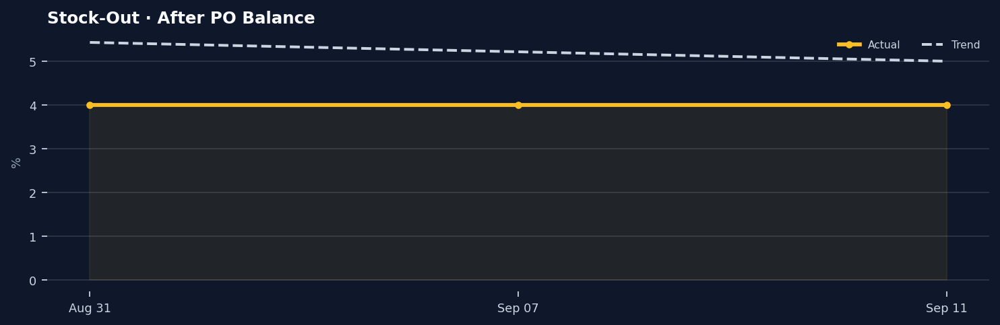 Stock-Out · After PO Balance
Actual
Trend
%
5
4
3
2
1
0
Aug 31
Sep 07
Sep 11